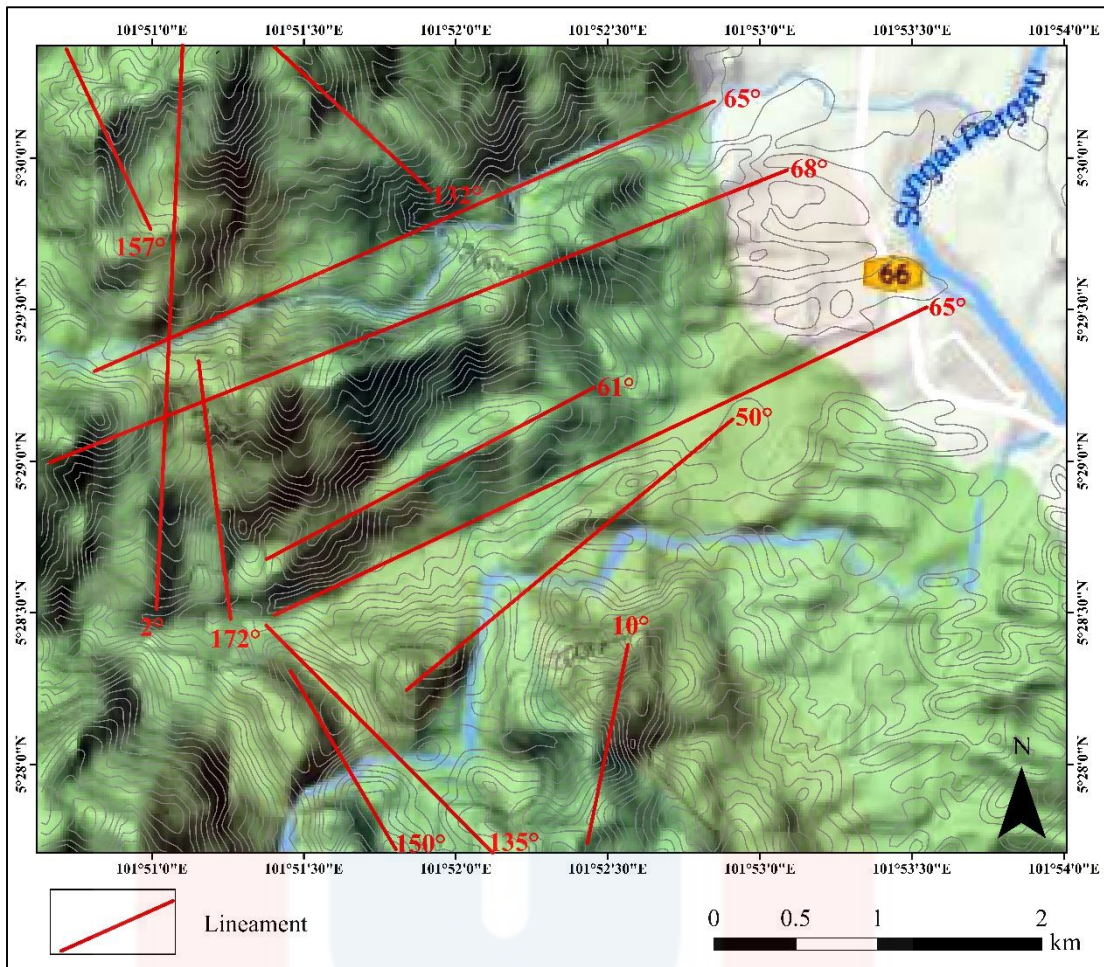 101°51'0"E 101°51'30"E 101°52'0"E 101°52'30"E 101°53'0"E 101°53'30"E 101°54'0"E
65°
Sungai Pergau
5°30'0"N 5°30'0"N
68°
132°
157°
66
5°29'30"N 5°29'30"N
65°
61°
50°
5°29'0"N 5°29'0"N
5°28'30"N 5°28'30"N
2° 172° 10°
5°28'0"N 5°28'0"N
N
150° 135°
101°51'0"E 101°51'30"E 101°52'0"E 101°52'30"E 101°53'0"E 101°53'30"E 101°54'0"E
Lineament
0 0.5 1 2
km